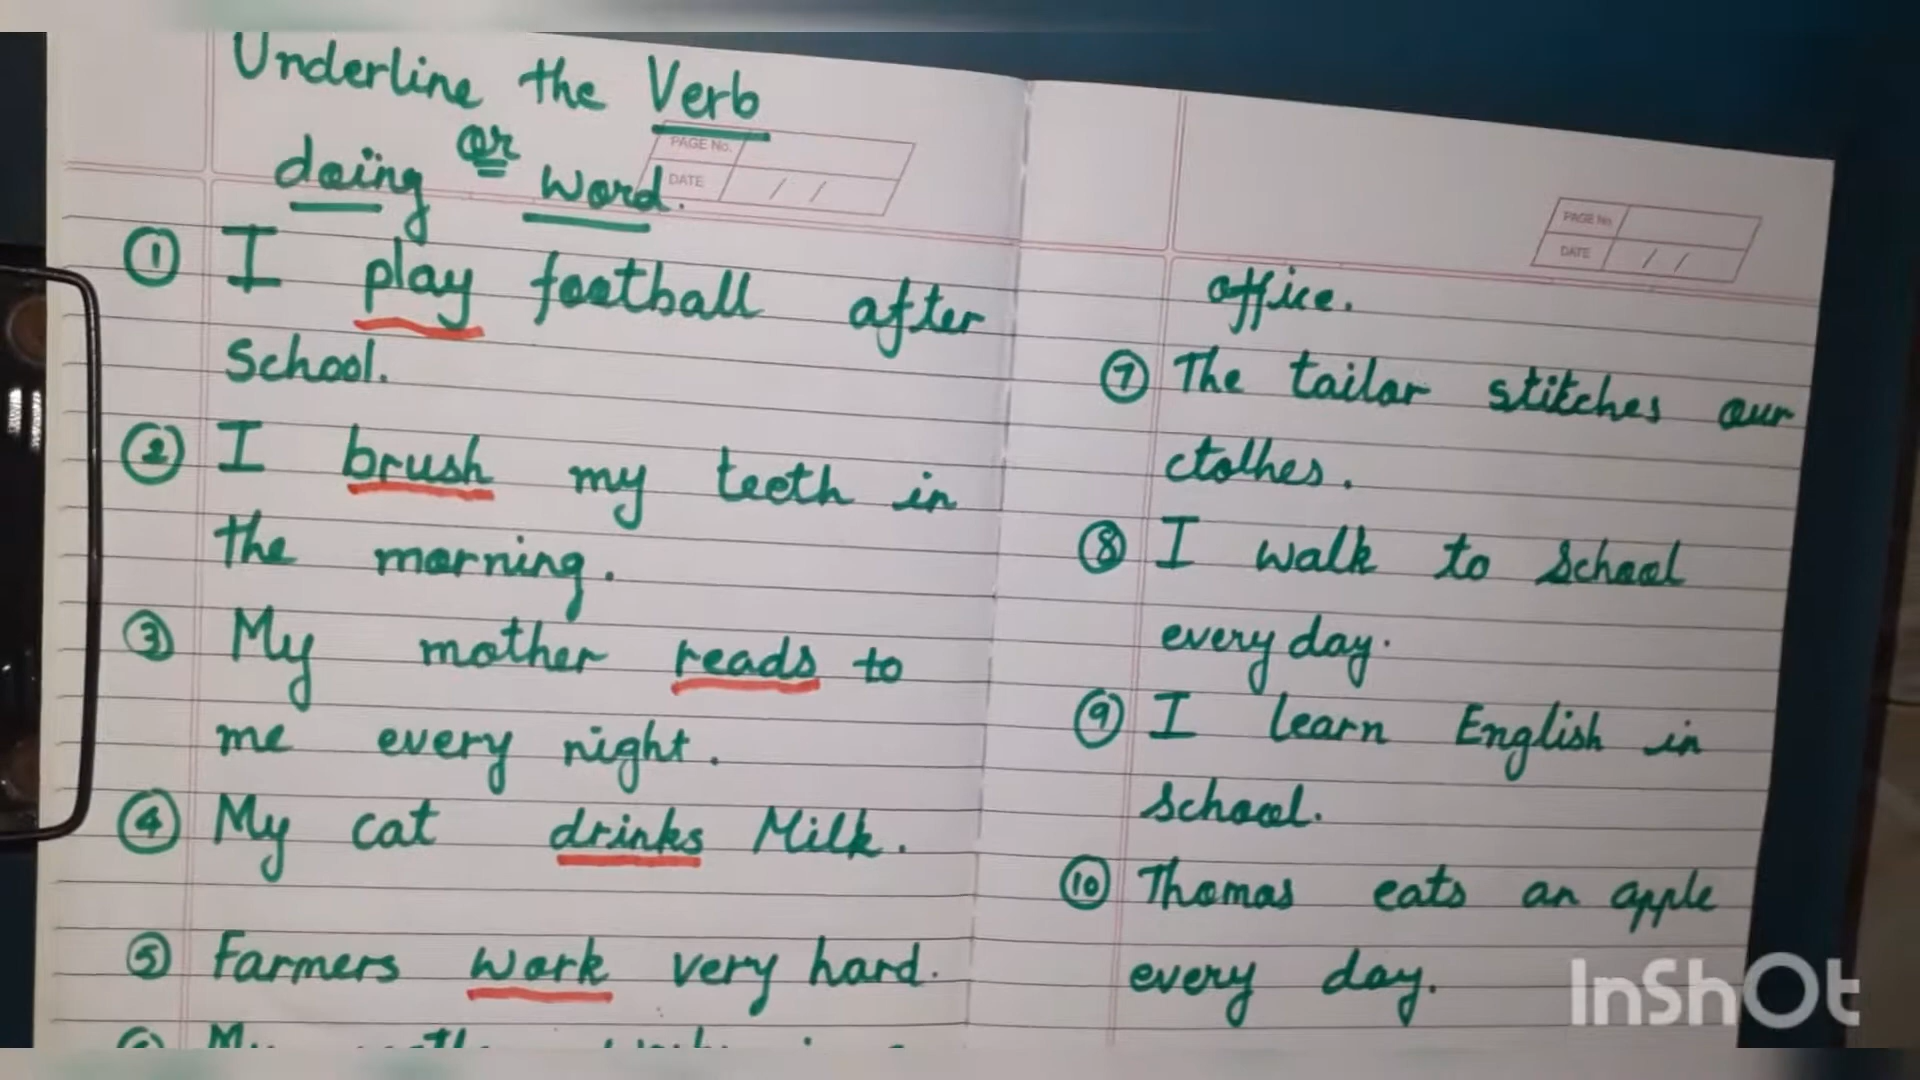 Underline the Verb
or
doing word.
PAGE No.
DATE / /
① I play football after
School.
② I brush my teeth in
the morning.
③ My mother reads to
me every night.
④ My cat drinks Milk.
⑤ Farmers work very hard.
PAGE No
DATE / /
office.
⑦ The tailor stitches our
ctolhes.
⑧ I walk to School
every day.
⑨ I learn English in
school.
⑩ Thomas eats an apple
every day.
InShOt